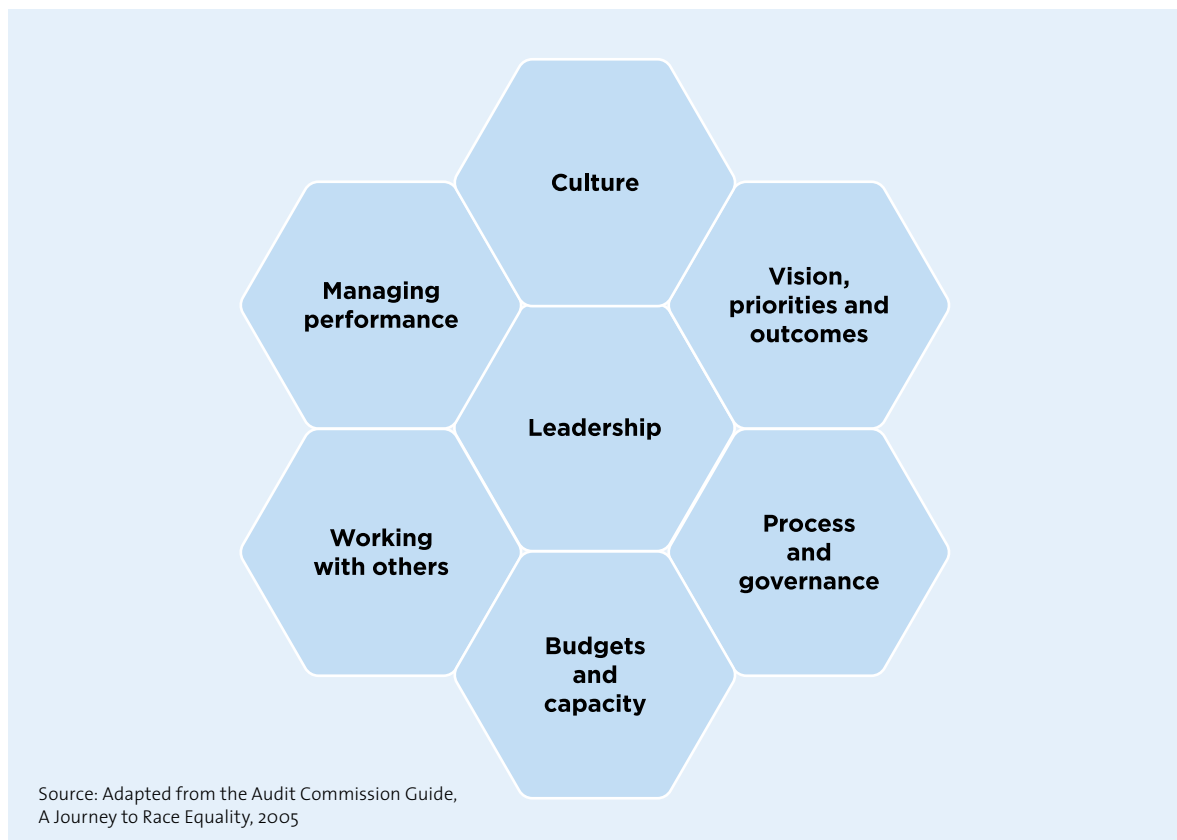 Culture
Managing
performance
Vision,
priorities and
outcomes
Leadership
Working
with others
Process
and
governance
Budgets
and
capacity
Source: Adapted from the Audit Commission Guide,
A Journey to Race Equality, 2005